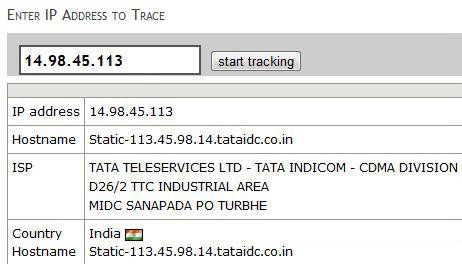 ENTER IP ADDRESS TO TRACE
14.98.45.113 start tracking
IP address 14.98.45.113
Hostname Static-113.45.98.14.tataidc.co.in
ISP TATA TELESERVICES LTD - TATA INDICOM - CDMA DIVISION
D26/2 TTC INDUSTRIAL AREA
MIDC SANAPADA PO TURBHE
Country India
Hostname Static-113.45.98.14.tataidc.co.in